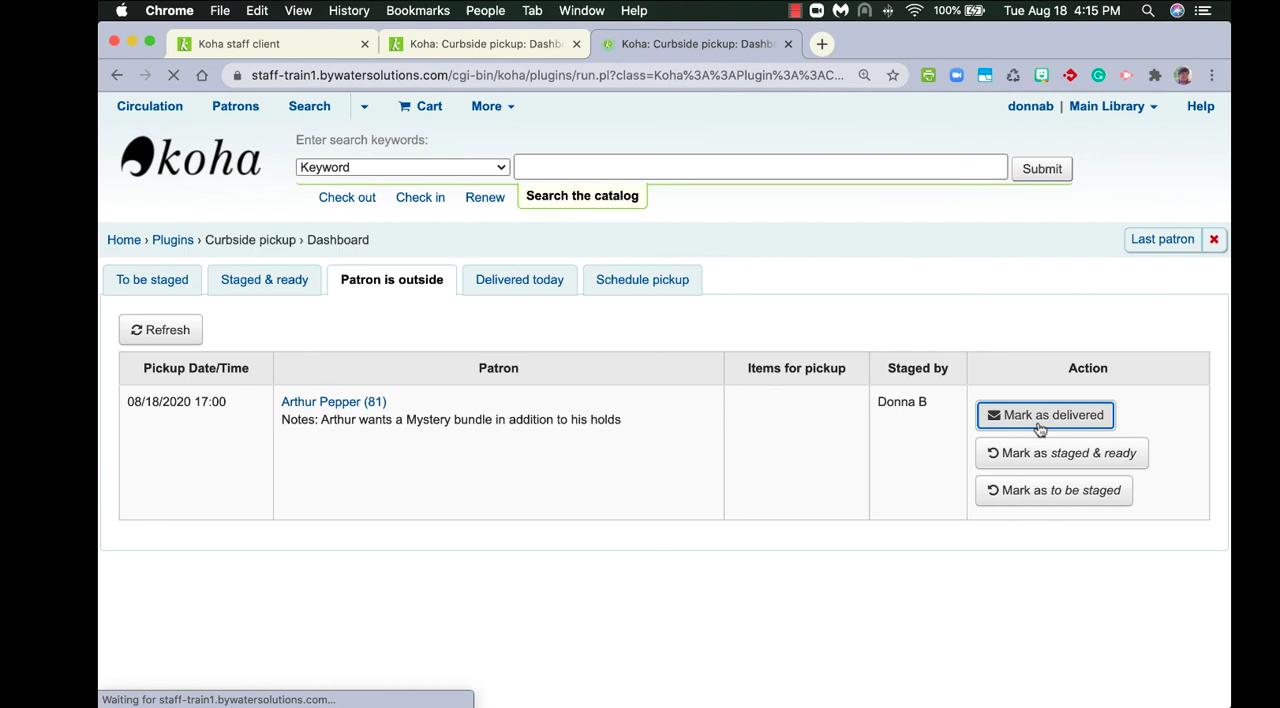 Chrome File Edit View History Bookmarks People Tab Window Help 100% Tue Aug 18 4:15 PM
Koha staff client Koha: Curbside pickup: Dashb Koha: Curbside pickup: Dashb
staff-train1.bywatersolutions.com/cgi-bin/koha/plugins/run.pl?class=Koha%3A%3APlugin%3A%3AC...
Circulation Patrons Search Cart More donnab | Main Library Help
Enter search keywords:
koha Keyword Submit
Check out Check in Renew Search the catalog
Home › Plugins › Curbside pickup › Dashboard Last patron
To be staged Staged & ready Patron is outside Delivered today Schedule pickup
Refresh
Pickup Date/Time Patron Items for pickup Staged by Action
08/18/2020 17:00 Arthur Pepper (81) Donna B Mark as delivered
Notes: Arthur wants a Mystery bundle in addition to his holds
Mark as staged & ready
Mark as to be staged
Waiting for staff-train1.bywatersolutions.com...